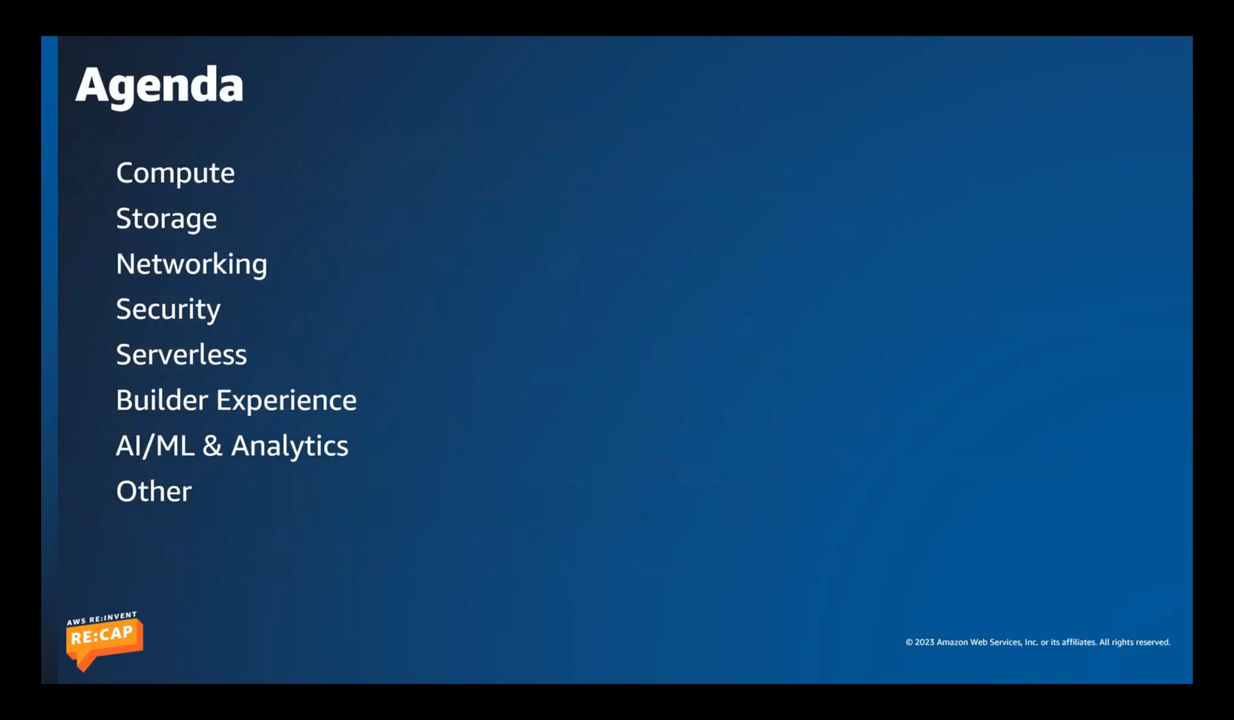 Agenda
Compute
Storage
Networking
Security
Serverless
Builder Experience
AI/ML & Analytics
Other
AWS RE:INVENT
RE:CAP
© 2023 Amazon Web Services, Inc. or its affiliates. All rights reserved.